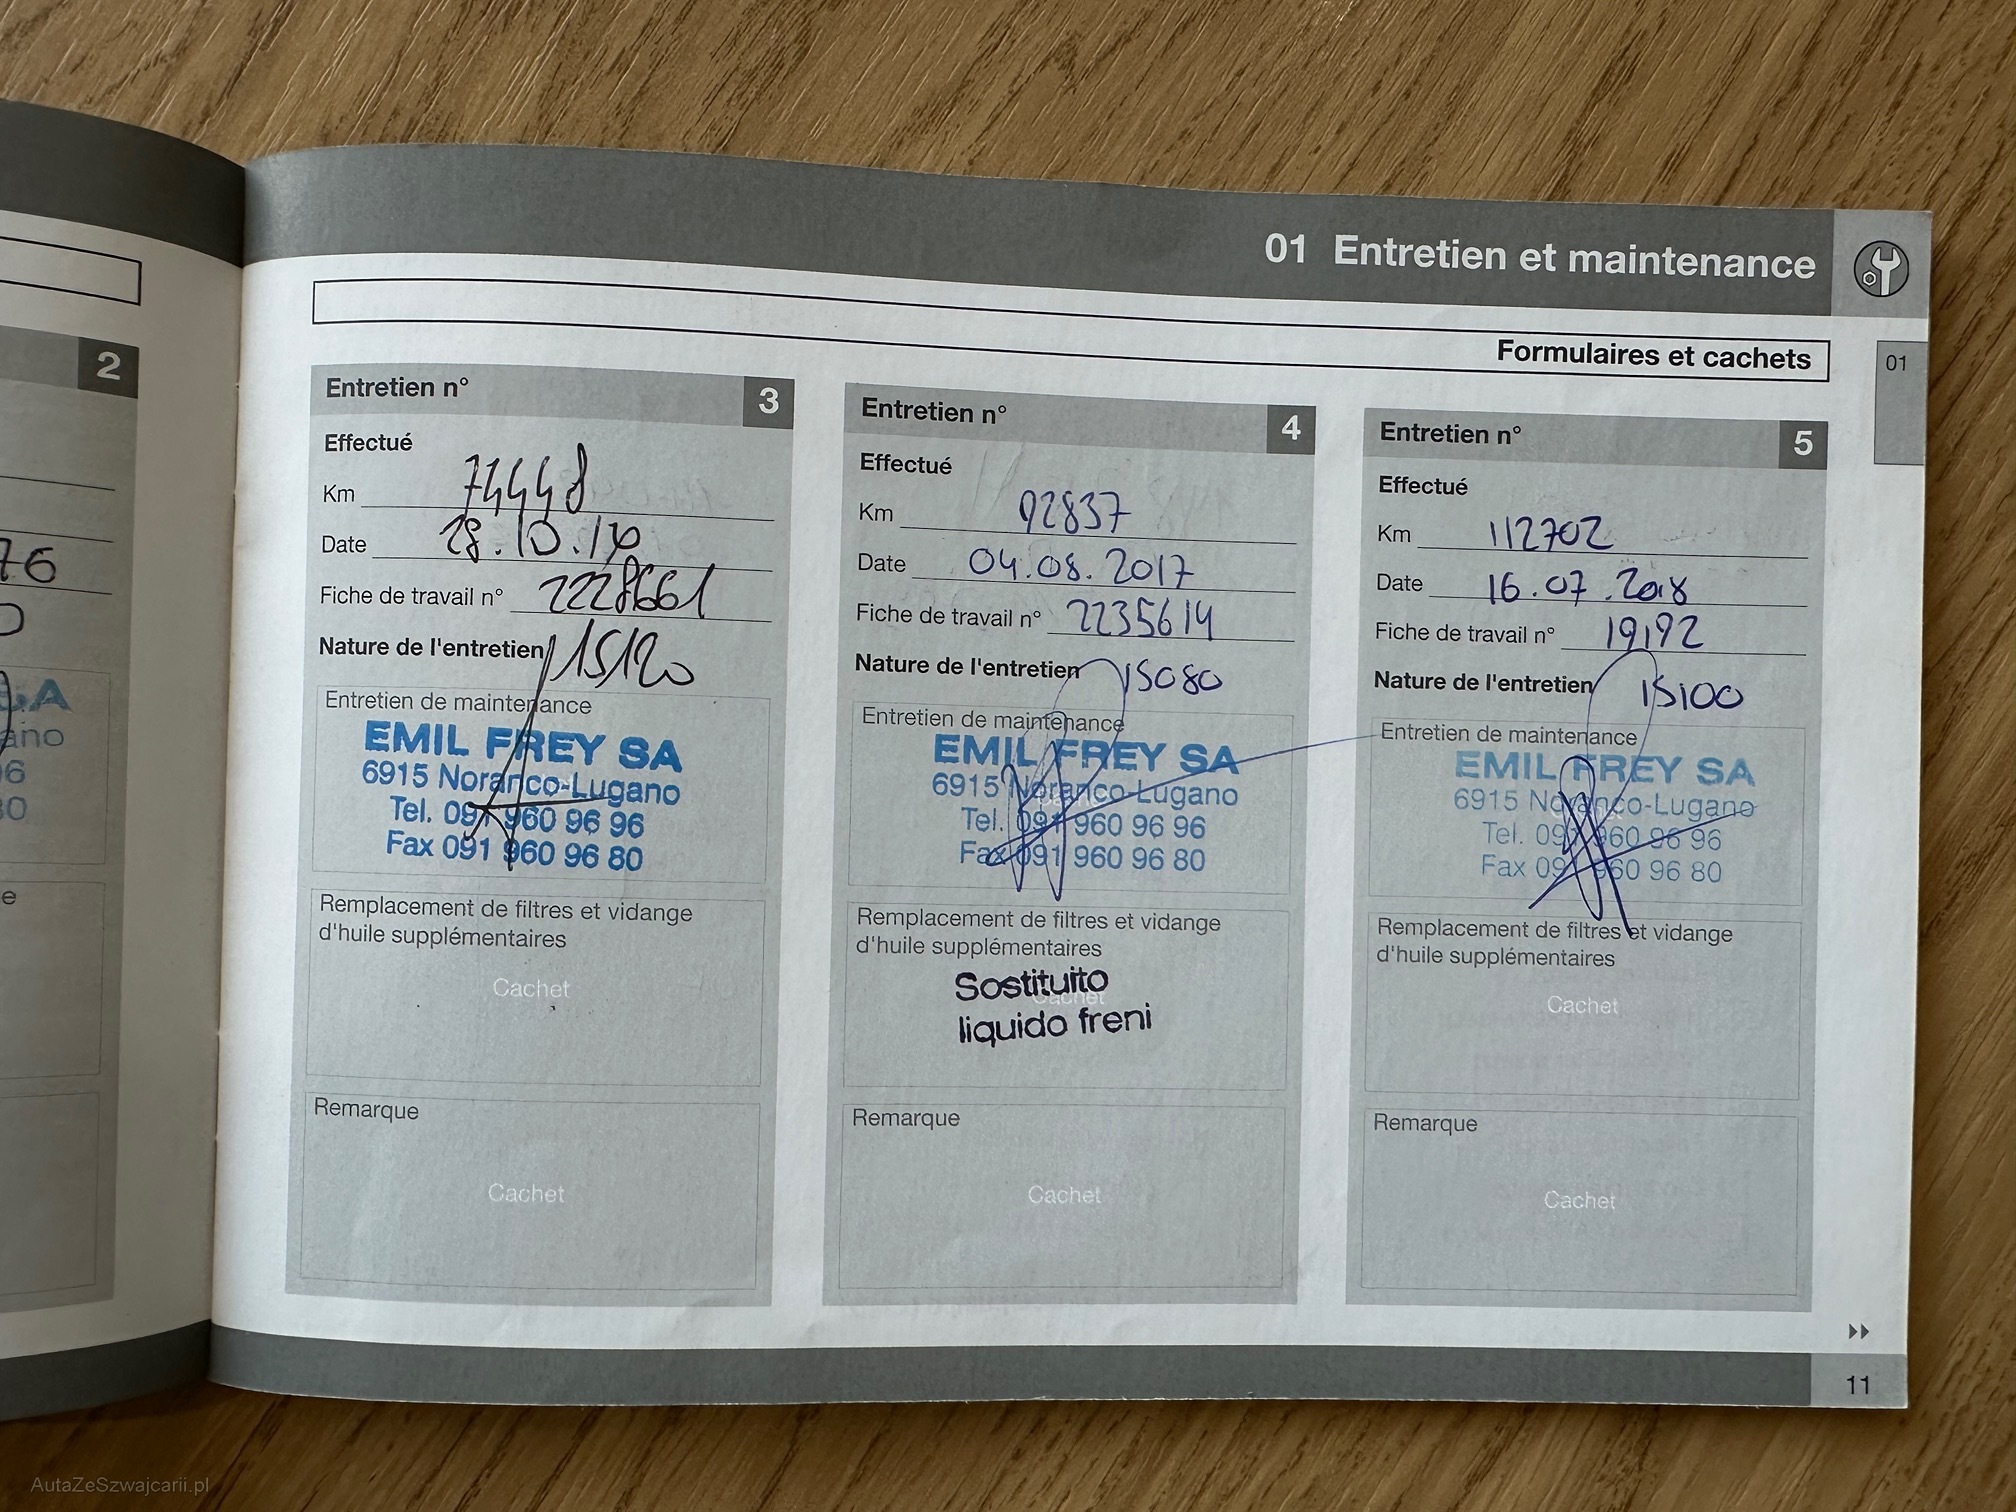 2
76
01 Entretien et maintenance
Formulaires et cachets
01
Entretien n° 3
Effectué
Km 74448
Date
Fiche de travail n° 2228661
Nature de l'entretien 15120
Entretien de maintenance
EMIL FREY SA
6915 Noranco-Lugano
Tel. 091 960 96 96
Fax 091 960 96 80
Remplacement de filtres et vidange
d'huile supplémentaires
Cachet
Remarque
Cachet
Entretien n° 4
Effectué
Km 92837
Date 04.08.2017
Fiche de travail n° 2235614
Nature de l'entretien 15080
Entretien de maintenance
EMIL FREY SA
6915 Noranco-Lugano
Tel. 091 960 96 96
Fax 091 960 96 80
Remplacement de filtres et vidange
d'huile supplémentaires
Sostituito
Cachet
liquido freni
Remarque
Cachet
Entretien n° 5
Effectué
Km 112702
Date 16.07.2018
Fiche de travail n° 19192
Nature de l'entretien 15100
Entretien de maintenance
EMIL FREY SA
6915 Noranco-Lugano
Tel. 091 960 96 96
Fax 091 960 96 80
Remplacement de filtres et vidange
d'huile supplémentaires
Cachet
Remarque
Cachet
11
AutaZeSzwajcarii.pl